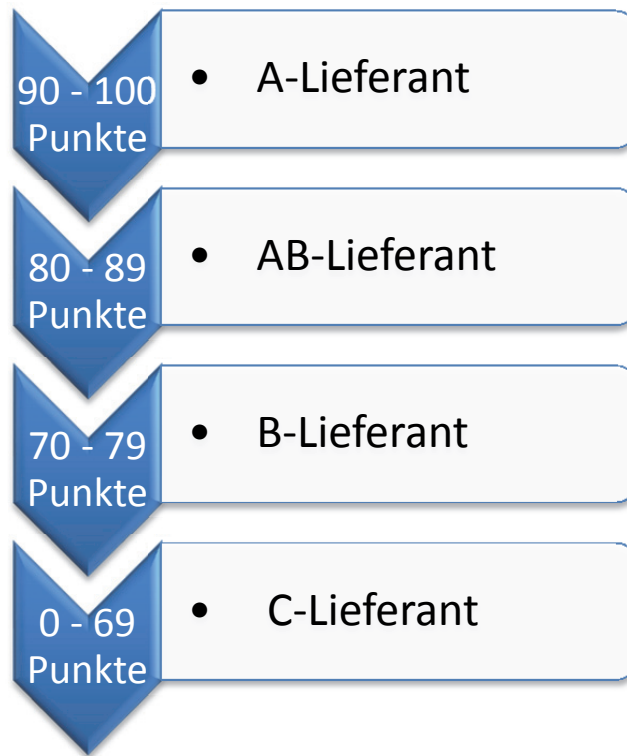 90 - 100
Punkte
• A-Lieferant
80 - 89
Punkte
• AB-Lieferant
70 - 79
Punkte
• B-Lieferant
0 - 69
Punkte
• C-Lieferant